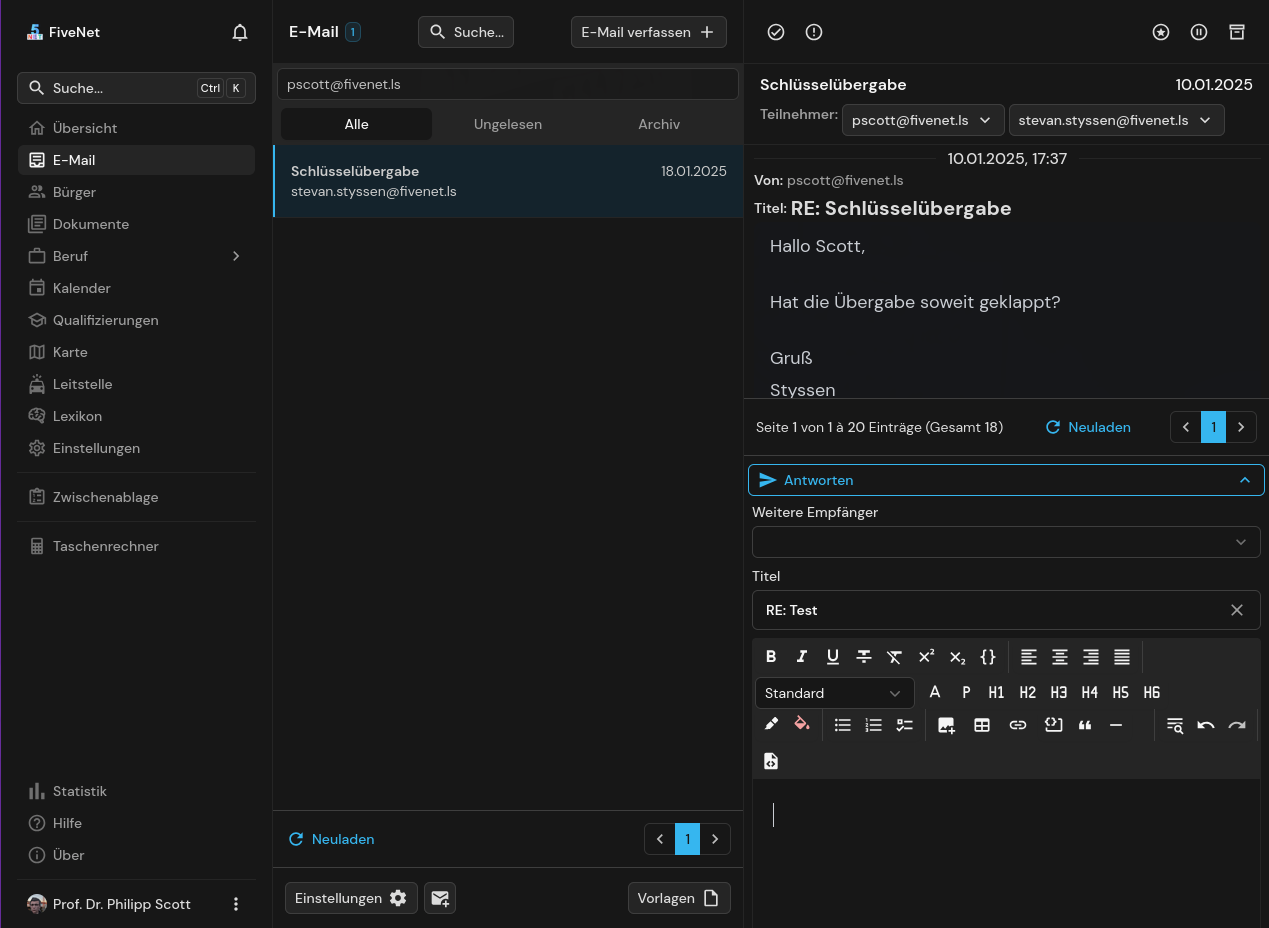 FiveNet
Suche...
Ctrl K
Übersicht
E-Mail
Bürger
Dokumente
Beruf
Kalender
Qualifizierungen
Karte
Leitstelle
Lexikon
Einstellungen
Zwischenablage
Taschenrechner
Statistik
Hilfe
Über
Prof. Dr. Philipp Scott
E-Mail 1
Suche...
E-Mail verfassen
pscott@fivenet.ls
Alle Ungelesen Archiv
Schlüsselübergabe 18.01.2025
stevan.styssen@fivenet.ls
Neuladen
1
Einstellungen
Vorlagen
Schlüsselübergabe 10.01.2025
Teilnehmer: pscott@fivenet.ls stevan.styssen@fivenet.ls
10.01.2025, 17:37
Von: pscott@fivenet.ls
Titel: RE: Schlüsselübergabe
Hallo Scott,
Hat die Übergabe soweit geklappt?
Gruß
Styssen
Seite 1 von 1 à 20 Einträge (Gesamt 18) Neuladen 1
Antworten
Weitere Empfänger
Titel
RE: Test
B I U T X X² X₂ {}
Standard A P H1 H2 H3 H4 H5 H6